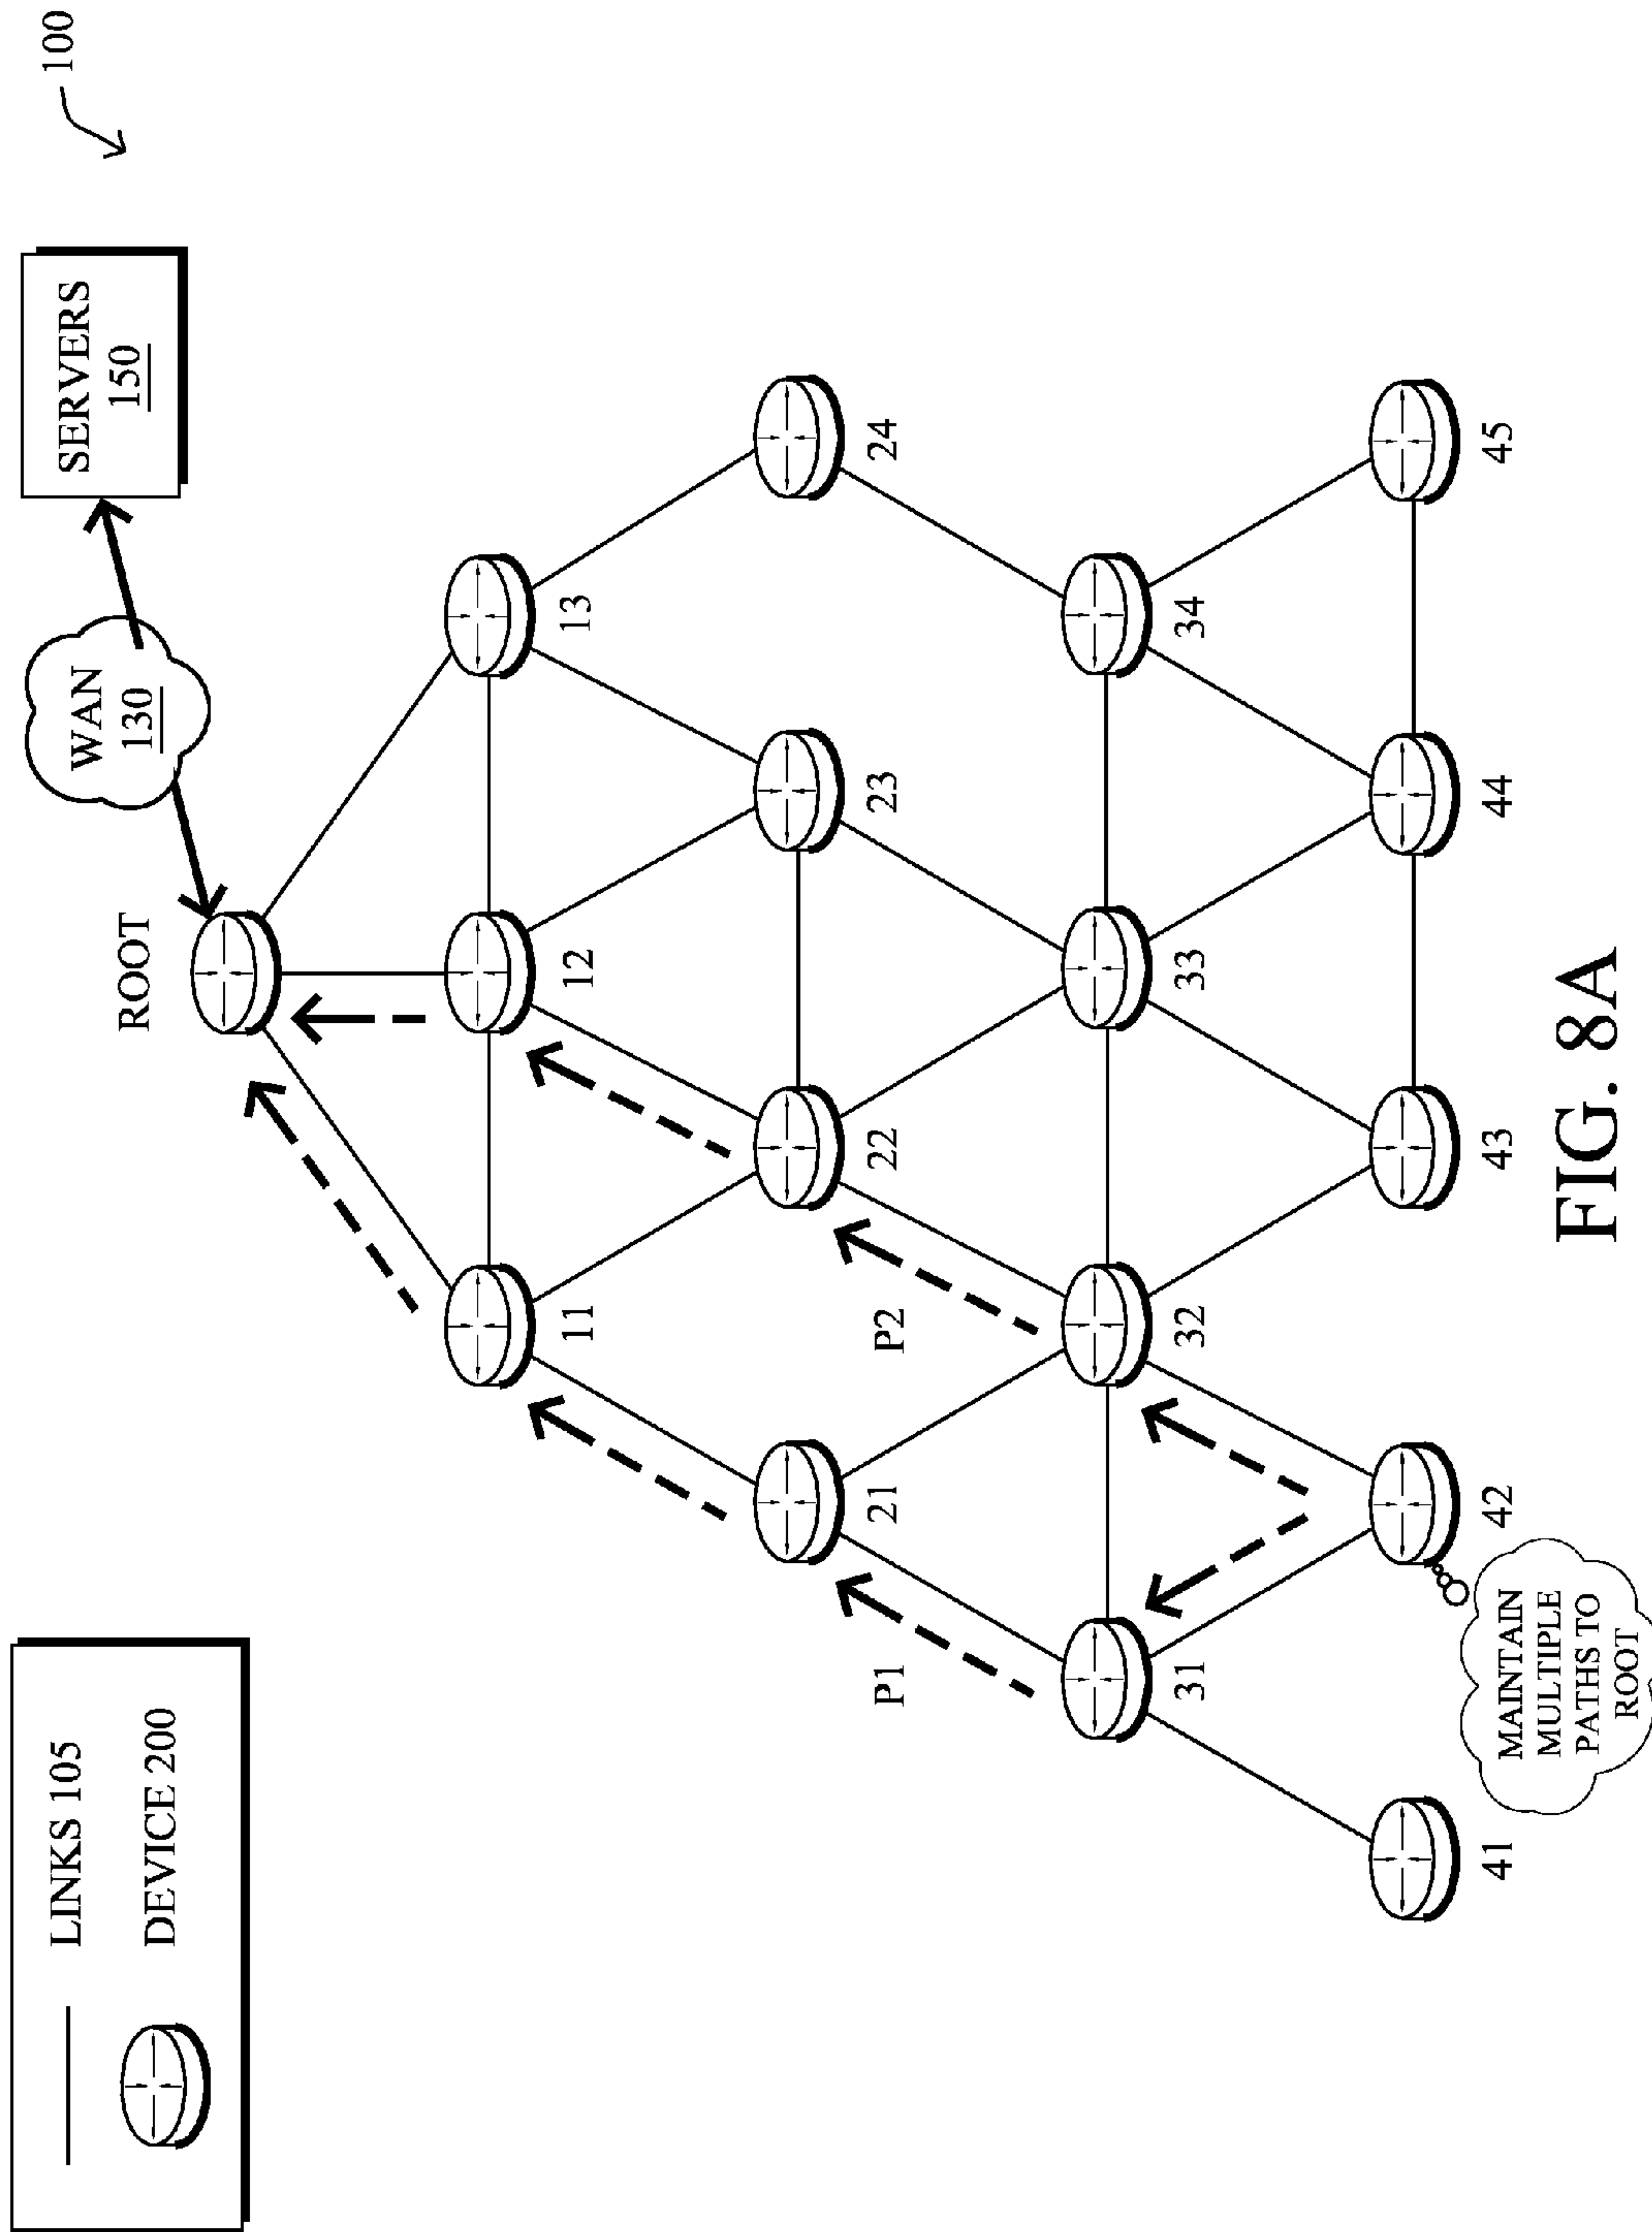 LINKS 105
DEVICE 200
100
SERVERS
150
WAN
130
ROOT
11
12
13
21
22
23
24
P1
P2
31
32
33
34
41
42
43
44
45
MAINTAIN
MULTIPLE
PATHS TO
ROOT
FIG. 8A